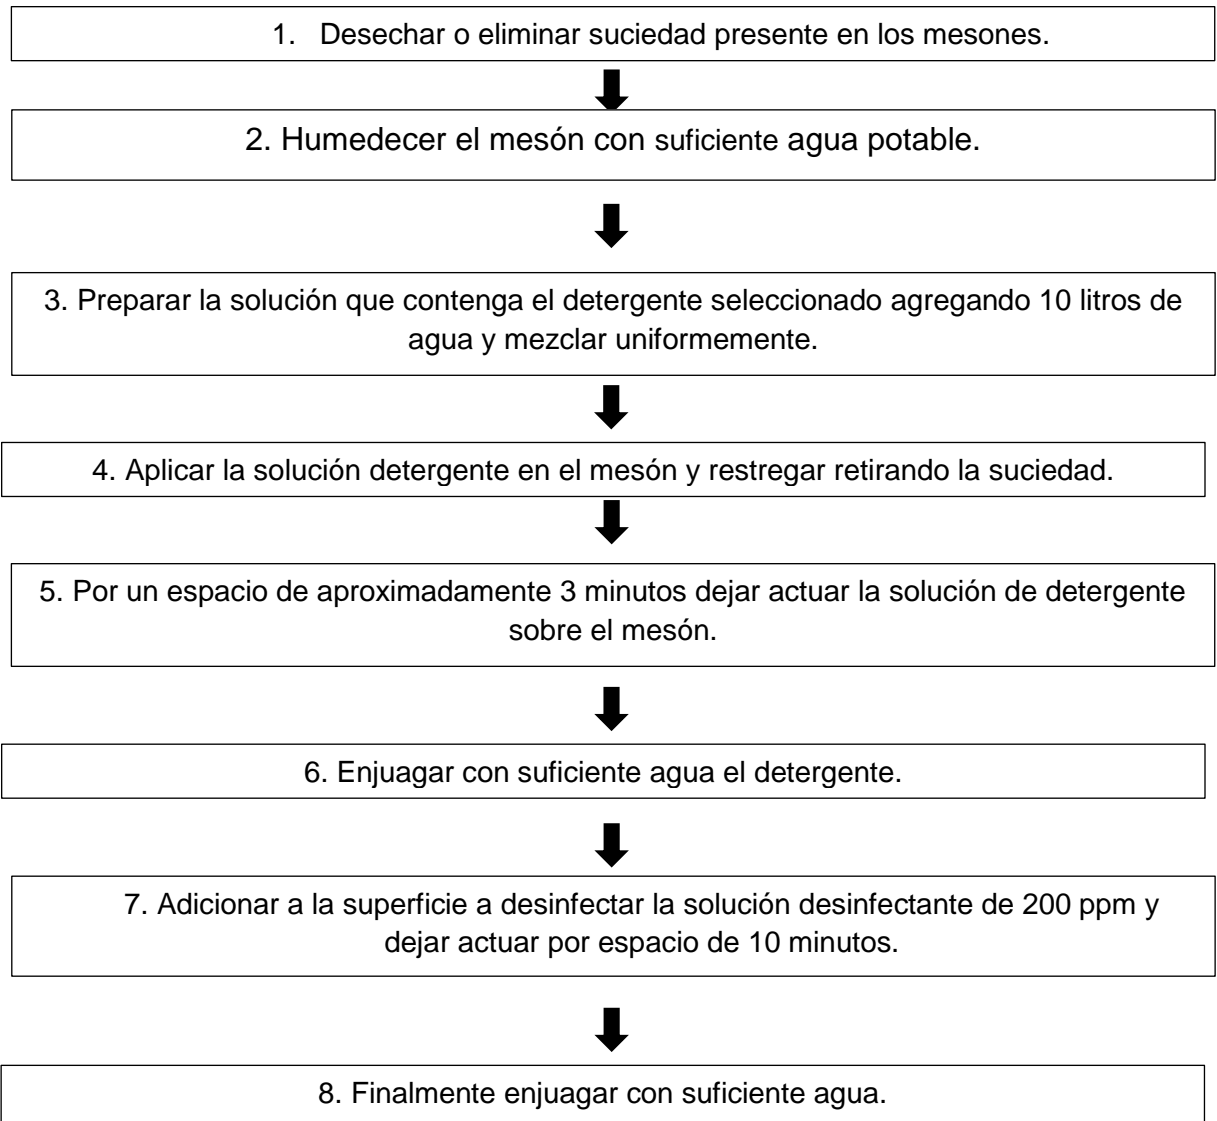 1. Desechar o eliminar suciedad presente en los mesones.
2. Humedecer el mesón con suficiente agua potable.
3. Preparar la solución que contenga el detergente seleccionado agregando 10 litros de
agua y mezclar uniformemente.
4. Aplicar la solución detergente en el mesón y restregar retirando la suciedad.
5. Por un espacio de aproximadamente 3 minutos dejar actuar la solución de detergente
sobre el mesón.
6. Enjuagar con suficiente agua el detergente.
7. Adicionar a la superficie a desinfectar la solución desinfectante de 200 ppm y
dejar actuar por espacio de 10 minutos.
8. Finalmente enjuagar con suficiente agua.